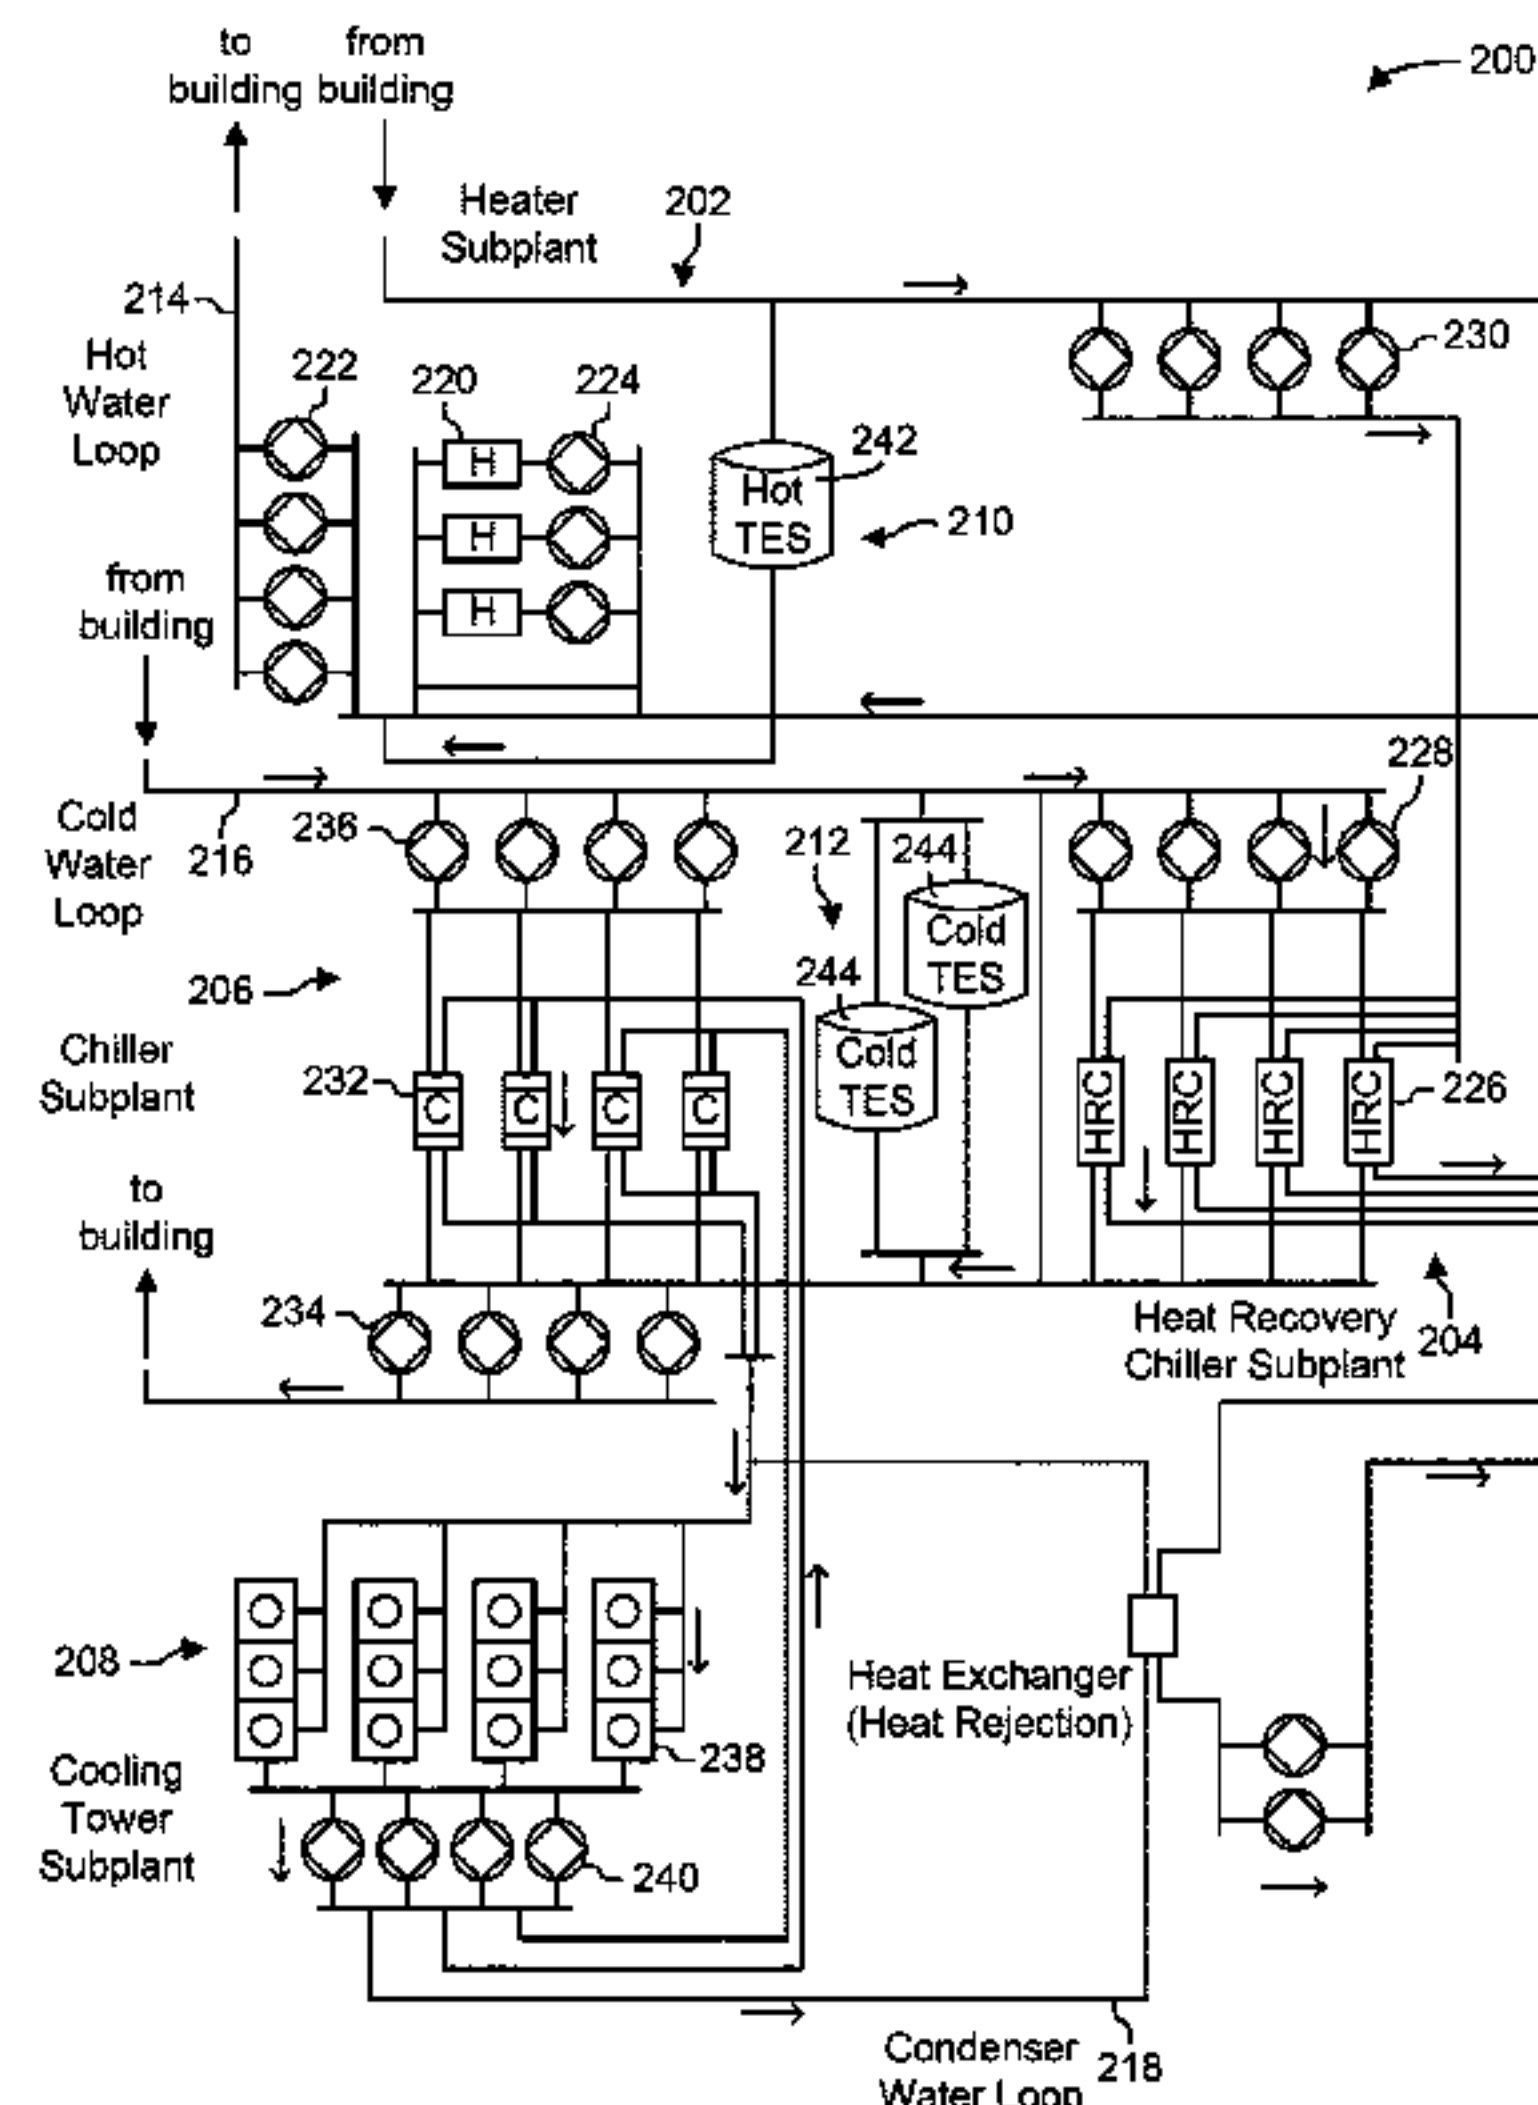 to from
building building
200
Heater
Subplant
202
214
Hot
Water
Loop
222
220
224
230
242
Hot
TES
210
from
building
228
Cold
Water
Loop
216
236
212
244
Cold
TES
244
Cold
TES
206
Chiller
Subplant
232
C C C C
HRC HRC HRC HRC
226
H
H
H
to
building
234
Heat Recovery
Chiller Subplant
204
208
Heat Exchanger
(Heat Rejection)
238
Cooling
Tower
Subplant
240
Condenser
Water Loop
218